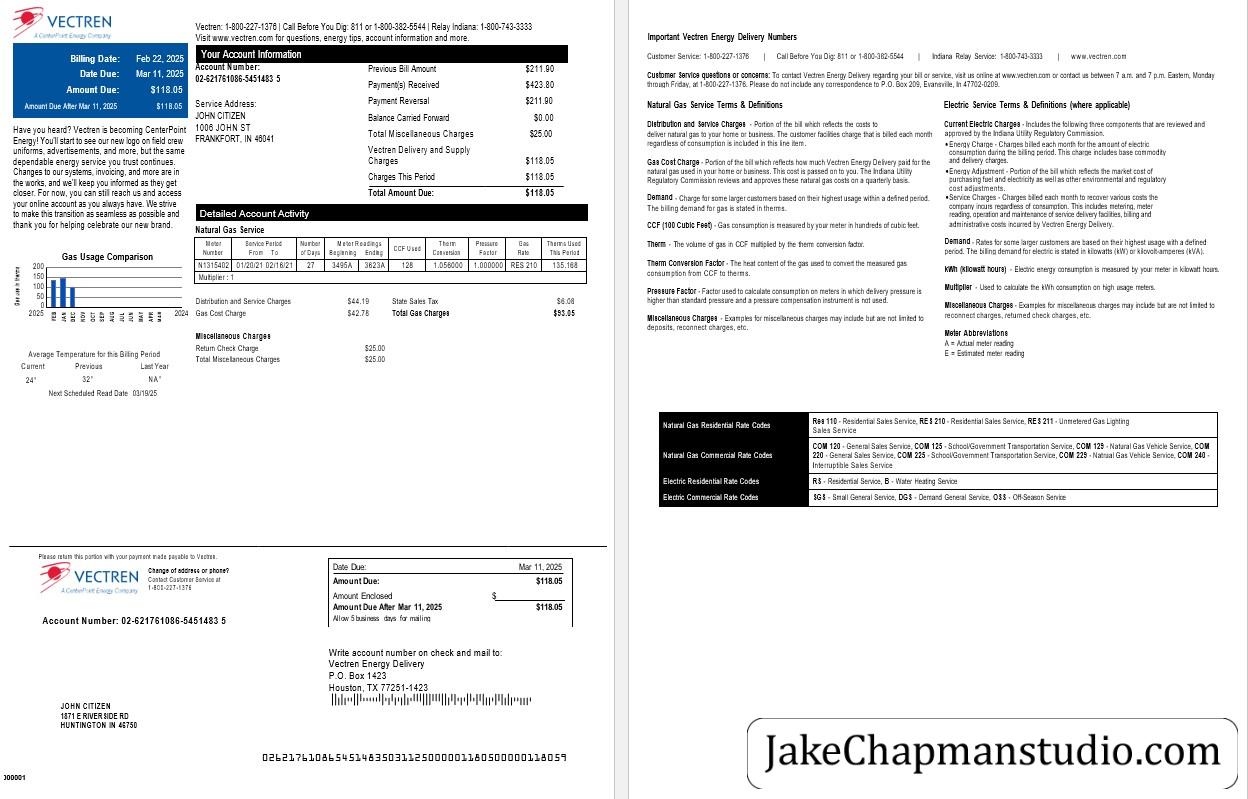 VECTREN
A CenterPoint Energy Company
Vectren: 1-800-227-1376 | Call Before You Dig: 811 or 1-800-382-5544 | Relay Indiana: 1-800-743-3333
Visit www.vectren.com for questions, energy tips, account information and more.
Billing Date: Feb 22, 2025
Date Due: Mar 11, 2025
Amount Due: $118.05
Amount Due After Mar 11, 2025 $118.05
Have you heard? Vectren is becoming CenterPoint
Energy! You'll start to see our new logo on field crew
uniforms, advertisements, and more, but the same
dependable energy service you trust continues.
Changes to our systems, invoicing, and more are in
the works, and we'll keep you informed as they get
closer. For now, you can still reach us and access
your online account as you always have. We strive
to make this transition as seamless as possible and
thank you for helping celebrate our new brand.
Gas Usage Comparison
Gas use in therms
200
150
100
50
0
2025 FEB JAN DEC NOV OCT SEP AUG JUL JUN MAY APR MAR 2024
Average Temperature for this Billing Period
Current Previous Last Year
24° 32° NA°
Next Scheduled Read Date 03/19/25
Your Account Information
Account Number:
02-621761086-5451483 5
Service Address:
JOHN CITIZEN
1006 JOHN ST
FRANKFORT, IN 46041
Previous Bill Amount $211.90
Payment(s) Received $423.80
Payment Reversal $211.90
Balance Carried Forward $0.00
Total Miscellaneous Charges $25.00
Vectren Delivery and Supply
Charges $118.05
Charges This Period $118.05
Total Amount Due: $118.05
Detailed Account Activity
Natural Gas Service
Meter Number Service Period From To Number of Days Meter Readings Beginning Ending CCF Used Therm Conversion Pressure Factor Gas Rate Therms Used This Period
N1315402 01/20/21 02/16/21 27 3495A 3623A 128 1.056000 1.000000 RES 210 135.168
Multiplier : 1
Distribution and Service Charges $44.19 State Sales Tax $6.08
Gas Cost Charge $42.78 Total Gas Charges $93.05
Miscellaneous Charges
Return Check Charge $25.00
Total Miscellaneous Charges $25.00
Please return this portion with your payment made payable to Vectren.
VECTREN
A CenterPoint Energy Company
Change of address or phone?
Contact Customer Service at
1-800-227-1376
Account Number: 02-621761086-5451483 5
Date Due: Mar 11, 2025
Amount Due: $118.05
Amount Enclosed $
Amount Due After Mar 11, 2025 $118.05
Allow 5 business days for mailing
Write account number on check and mail to:
Vectren Energy Delivery
P.O. Box 1423
Houston, TX 77251-1423
JOHN CITIZEN
1871 E RIVERSIDE RD
HUNTINGTON IN 46750
000001
Important Vectren Energy Delivery Numbers
Customer Service: 1-800-227-1376 | Call Before You Dig: 811 or 1-800-382-5544 | Indiana Relay Service: 1-800-743-3333 | www.vectren.com
Customer Service questions or concerns: To contact Vectren Energy Delivery regarding your bill or service, visit us online at www.vectren.com or contact us between 7 a.m. and 7 p.m. Eastern, Monday
through Friday, at 1-800-227-1376. Please do not include any correspondence to P.O. Box 209, Evansville, In 47702-0209.
Natural Gas Service Terms & Definitions
Distribution and Service Charges - Portion of the bill which reflects the costs to
deliver natural gas to your home or business. The customer facilities charge that is billed each month
regardless of consumption is included in this line item.
Gas Cost Charge - Portion of the bill which reflects how much Vectren Energy Delivery paid for the
natural gas used in your home or business. This cost is passed on to you. The Indiana Utility
Regulatory Commission reviews and approves these natural gas costs on a quarterly basis.
Demand - Charge for some larger customers based on their highest usage within a defined period.
The billing demand for gas is stated in therms.
CCF (100 Cubic Feet) - Gas consumption is measured by your meter in hundreds of cubic feet.
Therm - The volume of gas in CCF multiplied by the therm conversion factor.
Therm Conversion Factor - The heat content of the gas used to convert the measured gas
consumption from CCF to therms.
Pressure Factor - Factor used to calculate consumption on meters in which delivery pressure is
higher than standard pressure and a pressure compensation instrument is not used.
Miscellaneous Charges - Examples for miscellaneous charges may include but are not limited to
deposits, reconnect charges, etc.
Electric Service Terms & Definitions (where applicable)
Current Electric Charges - Includes the following three components that are reviewed and
approved by the Indiana Utility Regulatory Commission.
•Energy Charge - Charges billed each month for the amount of electric
consumption during the billing period. This charge includes base commodity
and delivery charges.
•Energy Adjustment - Portion of the bill which reflects the market cost of
purchasing fuel and electricity as well as other environmental and regulatory
cost adjustments.
•Service Charges - Charges billed each month to recover various costs the
company incurs regardless of consumption. This includes metering, meter
reading, operation and maintenance of service delivery facilities, billing and
administrative costs incurred by Vectren Energy Delivery.
Demand - Rates for some larger customers are based on their highest usage with a defined
period. The billing demand for electric is stated in kilowatts (kW) or kilovolt-amperes (kVA).
kWh (kilowatt hours) - Electric energy consumption is measured by your meter in kilowatt hours.
Multiplier - Used to calculate the kWh consumption on high usage meters.
Miscellaneous Charges - Examples for miscellaneous charges may include but are not limited to
reconnect charges, returned check charges, etc.
Meter Abbreviations
A = Actual meter reading
E = Estimated meter reading
Natural Gas Residential Rate Codes
Res 110 - Residential Sales Service, RES 210 - Residential Sales Service, RES 211 - Unmetered Gas Lighting
Sales Service
Natural Gas Commercial Rate Codes
COM 120 - General Sales Service, COM 125 - School/Government Transportation Service, COM 129 - Natural Gas Vehicle Service, COM
220 - General Sales Service, COM 225 - School/Government Transportation Service, COM 229 - Natrual Gas Vehicle Service, COM 240 -
Interruptible Sales Service
Electric Residential Rate Codes
RS - Residential Service, B - Water Heating Service
Electric Commercial Rate Codes
SGS - Small General Service, DGS - Demand General Service, OSS - Off-Season Service
JakeChapmanstudio.com